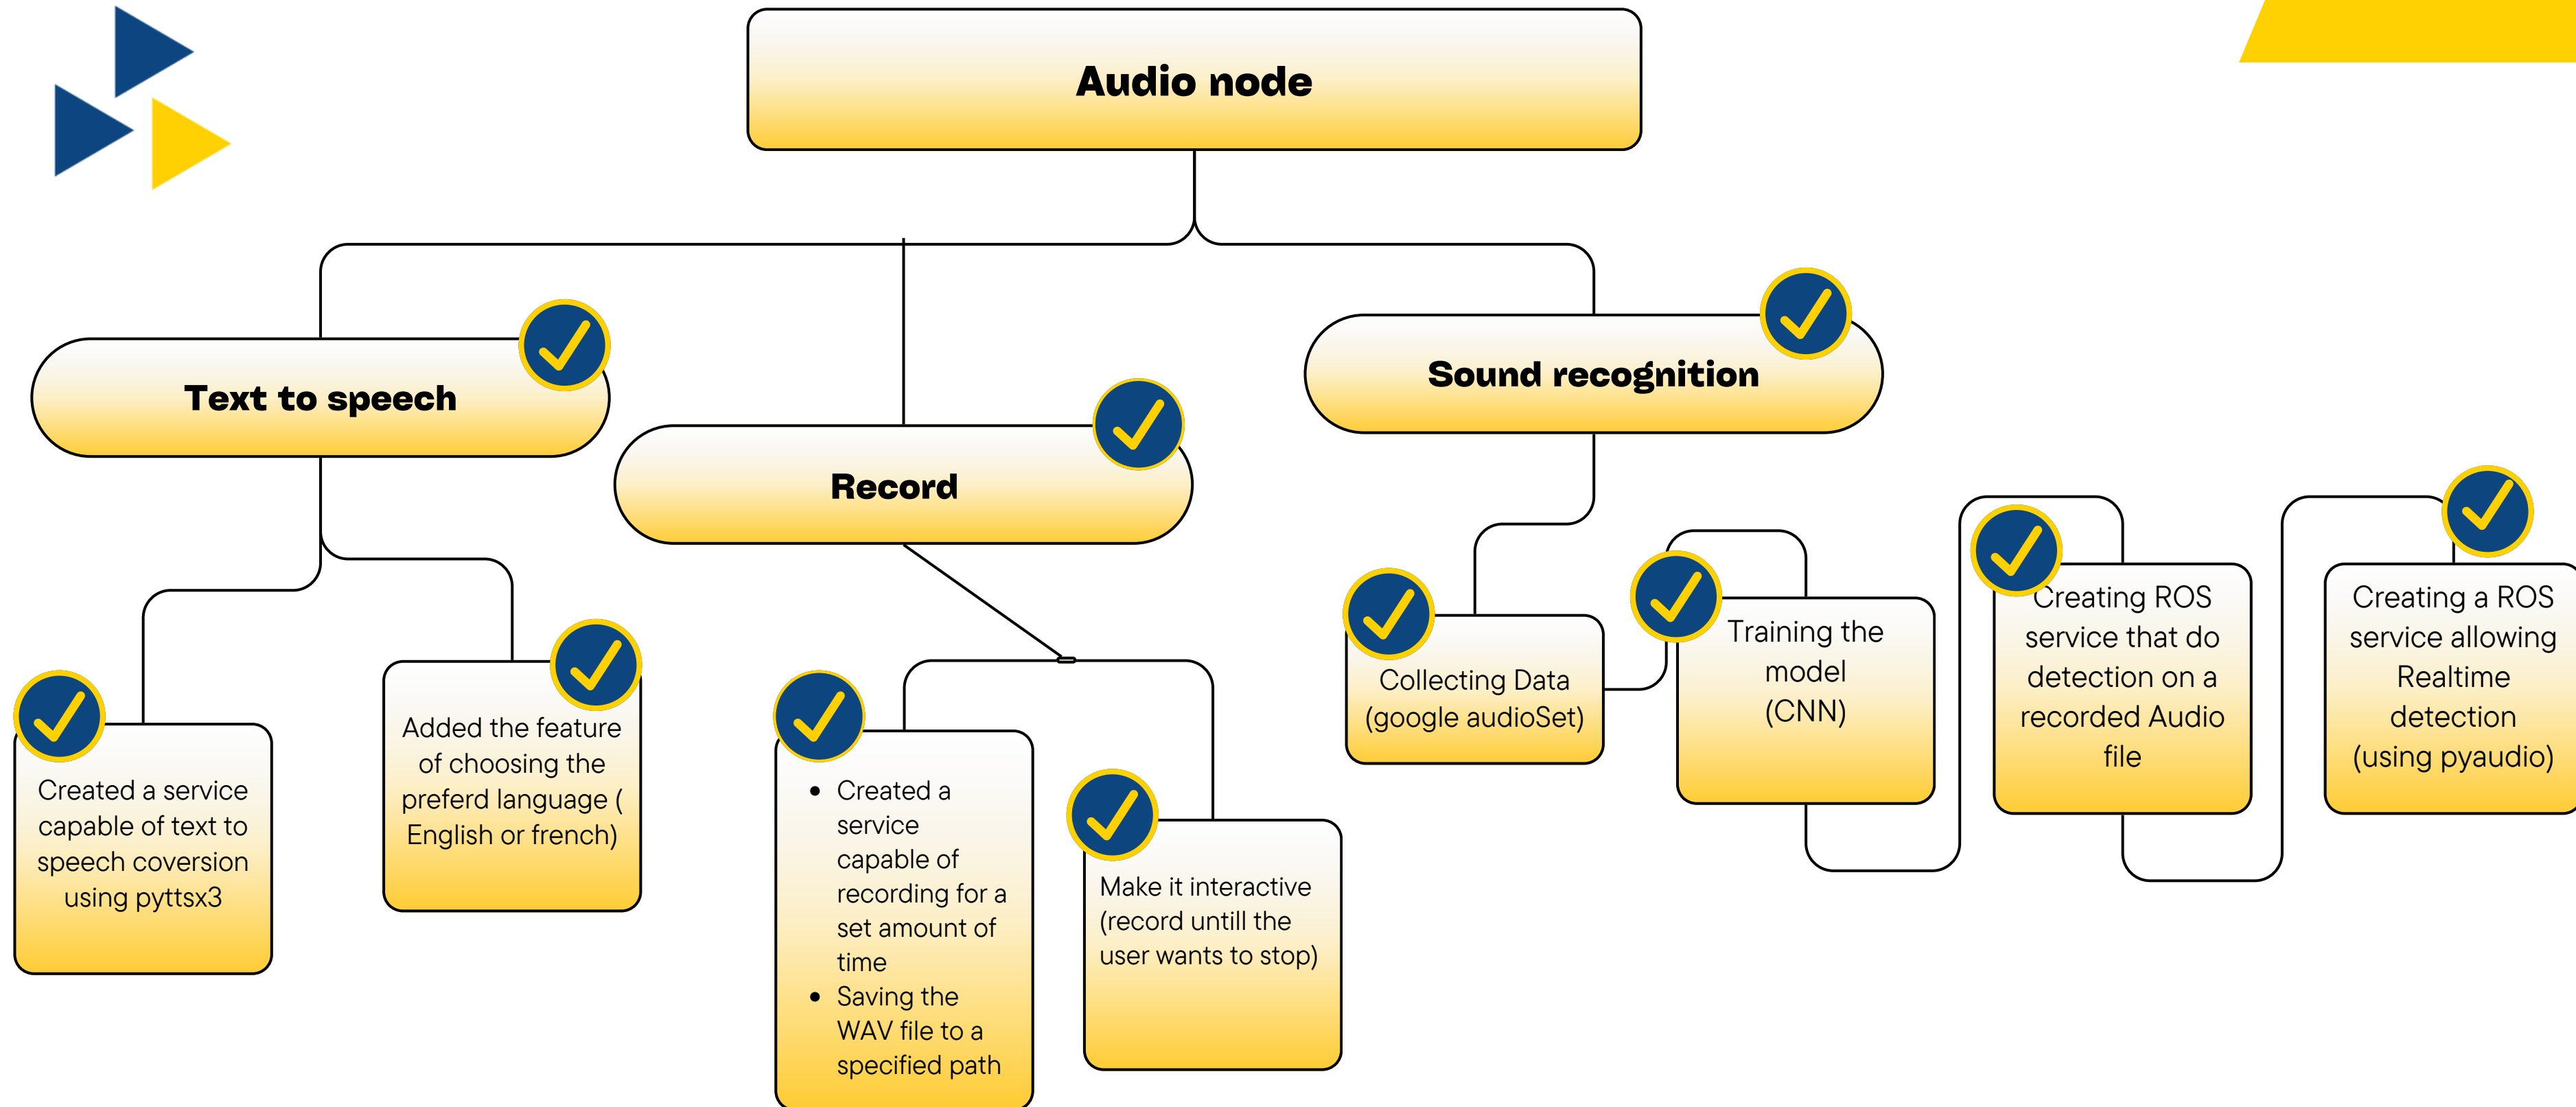 Audio node
Text to speech
Record
Sound recognition
Created a service
capable of text to
speech coversion
using pyttsx3
Added the feature
of choosing the
preferd language (
English or french)
• Created a
service
capable of
recording for a
set amount of
time
• Saving the
WAV file to a
specified path
Make it interactive
(record untill the
user wants to stop)
Collecting Data
(google audioSet)
Training the
model
(CNN)
Creating ROS
service that do
detection on a
recorded Audio
file
Creating a ROS
service allowing
Realtime
detection
(using pyaudio)